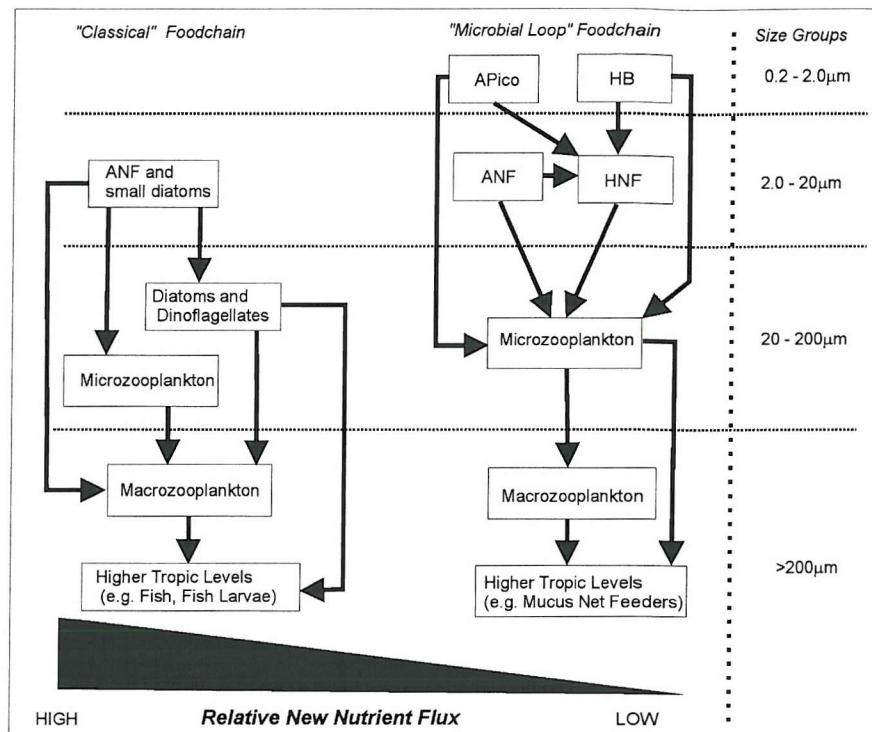 "Classical" Foodchain
"Microbial Loop" Foodchain
Size Groups
APico
HB
0.2 - 2.0μm
ANF and
small diatoms
ANF
HNF
2.0 - 20μm
Diatoms and
Dinoflagellates
Microzooplankton
Microzooplankton
20 - 200μm
Macrozooplankton
Macrozooplankton
Higher Tropic Levels
(e.g. Fish, Fish Larvae)
Higher Tropic Levels
(e.g. Mucus Net Feeders)
>200μm
HIGH
Relative New Nutrient Flux
LOW